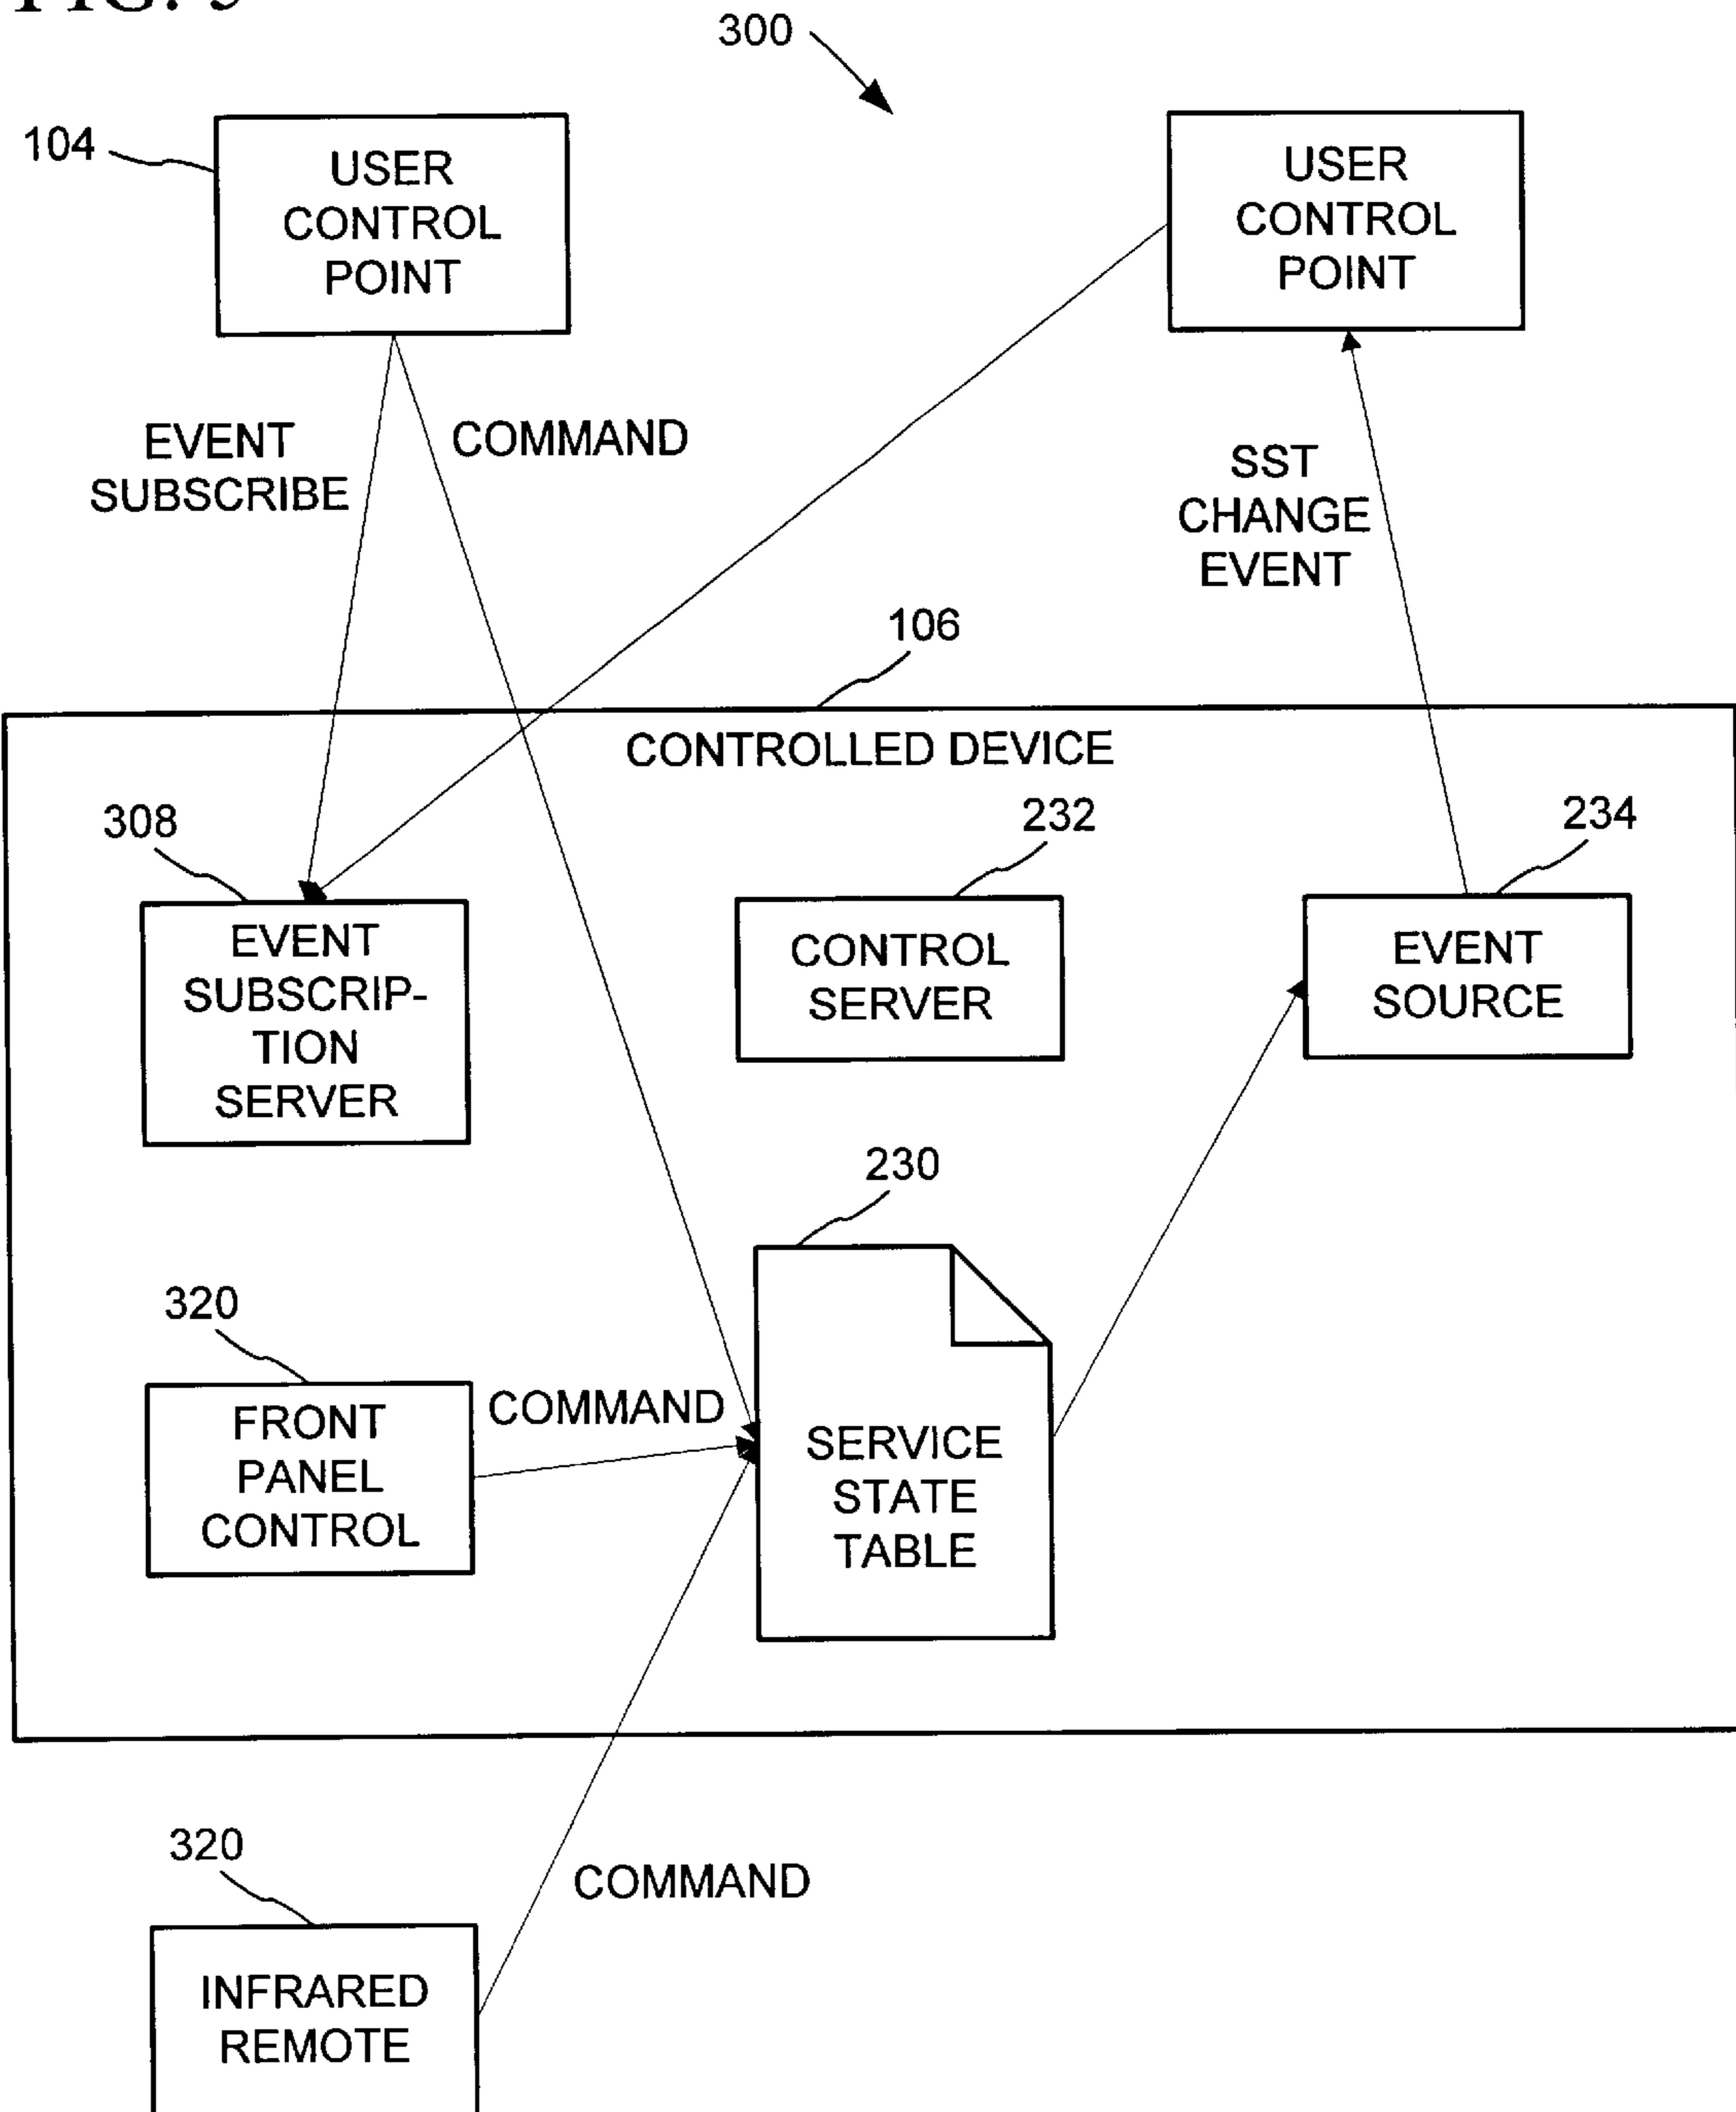 300
104
USER
CONTROL
POINT
USER
CONTROL
POINT
EVENT
SUBSCRIBE
COMMAND
SST
CHANGE
EVENT
106
CONTROLLED DEVICE
308
232
234
EVENT
SUBSCRIP-
TION
SERVER
CONTROL
SERVER
EVENT
SOURCE
230
320
FRONT
PANEL
CONTROL
COMMAND
SERVICE
STATE
TABLE
320
COMMAND
INFRARED
REMOTE